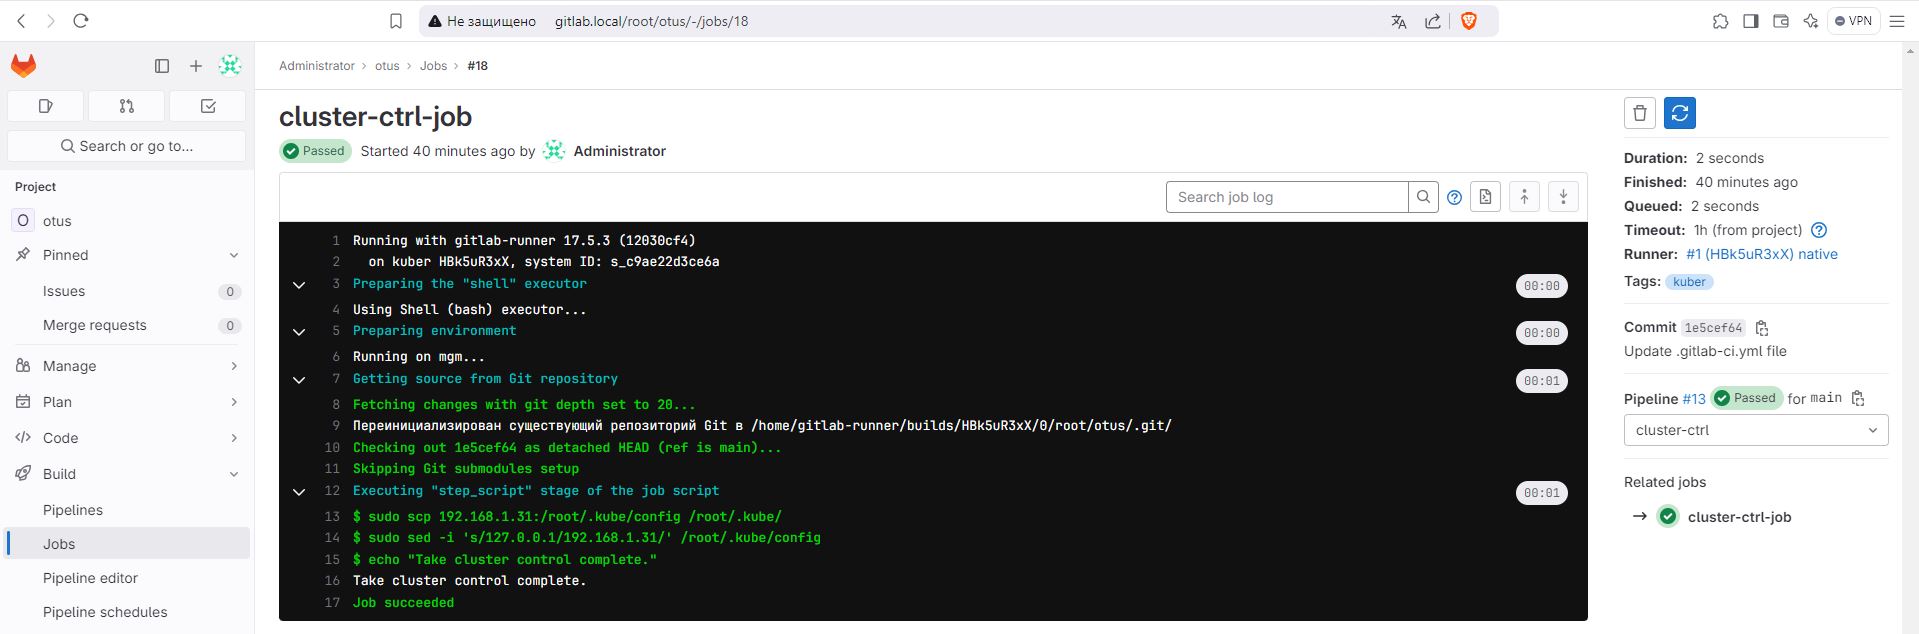 Не защищено gitlab.local/root/otus/-/jobs/18
VPN
Administrator › otus › Jobs › #18
Search or go to...
Project
O otus
Pinned
Issues 0
Merge requests 0
Manage
Plan
Code
Build
Pipelines
Jobs
Pipeline editor
Pipeline schedules
cluster-ctrl-job
Passed Started 40 minutes ago by Administrator
Search job log
1 Running with gitlab-runner 17.5.3 (12030cf4)
2 on kuber HBk5uR3xX, system ID: s_c9ae22d3ce6a
3 Preparing the "shell" executor 00:00
4 Using Shell (bash) executor...
5 Preparing environment 00:00
6 Running on mgm...
7 Getting source from Git repository 00:01
8 Fetching changes with git depth set to 20...
9 Переинициализирован существующий репозиторий Git в /home/gitlab-runner/builds/HBk5uR3xX/0/root/otus/.git/
10 Checking out 1e5cef64 as detached HEAD (ref is main)...
11 Skipping Git submodules setup
12 Executing "step_script" stage of the job script 00:01
13 $ sudo scp 192.168.1.31:/root/.kube/config /root/.kube/
14 $ sudo sed -i 's/127.0.0.1/192.168.1.31/' /root/.kube/config
15 $ echo "Take cluster control complete."
16 Take cluster control complete.
17 Job succeeded
Duration: 2 seconds
Finished: 40 minutes ago
Queued: 2 seconds
Timeout: 1h (from project)
Runner: #1 (HBk5uR3xX) native
Tags: kuber
Commit 1e5cef64
Update .gitlab-ci.yml file
Pipeline #13 Passed for main
cluster-ctrl
Related jobs
→ cluster-ctrl-job